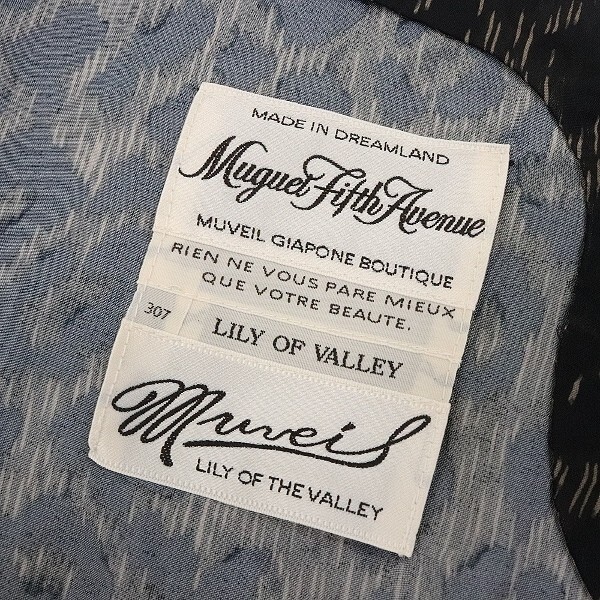 MADE IN DREAMLAND
Muguet Fifth Avenue
MUVEIL GIAPONE BOUTIQUE
RIEN NE VOUS PARE MIEUX
QUE VOTRE BEAUTE.
307
LILY OF VALLEY
Muveil
LILY OF THE VALLEY